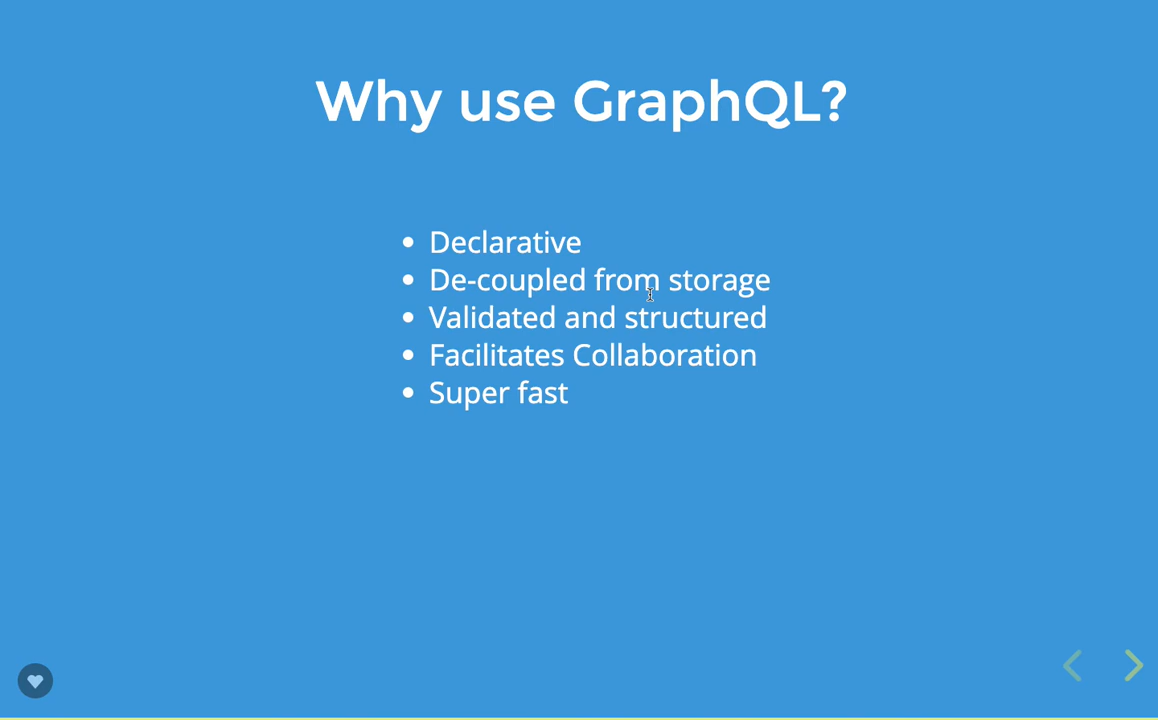 Why use GraphQL?
• Declarative
• De-coupled from storage
• Validated and structured
• Facilitates Collaboration
• Super fast